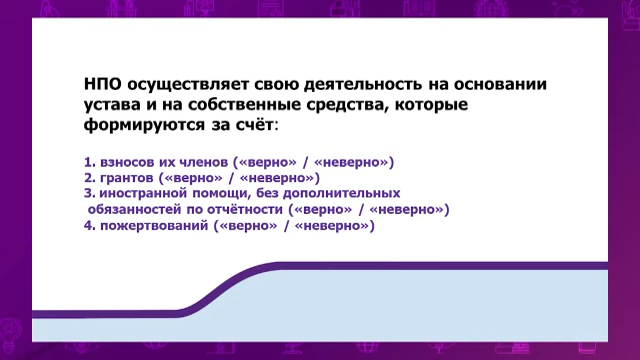 НПО осуществляет свою деятельность на основании
устава и на собственные средства, которые
формируются за счёт:
1. взносов их членов («верно» / «неверно»)
2. грантов («верно» / «неверно»)
3. иностранной помощи, без дополнительных
обязанностей по отчётности («верно» / «неверно»)
4. пожертвований («верно» / «неверно»)